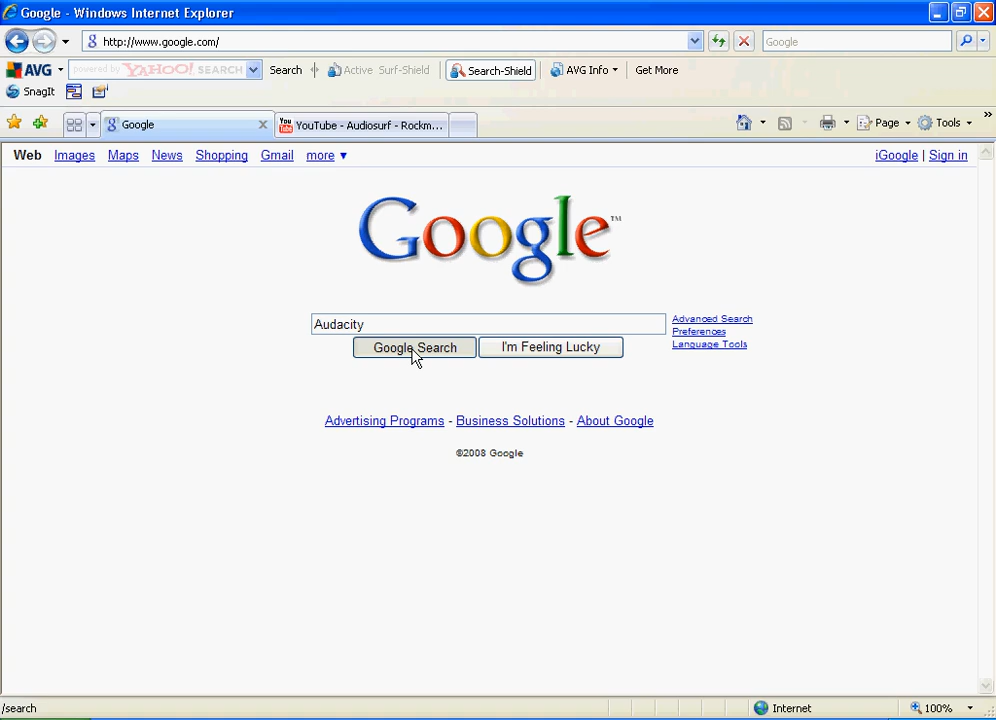 Google - Windows Internet Explorer
http://www.google.com/
Google
AVG powered by YAHOO! SEARCH Search Active Surf-Shield Search-Shield AVG Info Get More
SnagIt
Google YouTube - Audiosurf - Rockm... Page Tools »
Web Images Maps News Shopping Gmail more ▼ iGoogle | Sign in
Google™
Audacity
Advanced Search
Preferences
Language Tools
Google Search I'm Feeling Lucky
Advertising Programs - Business Solutions - About Google
©2008 Google
/search Internet 100%